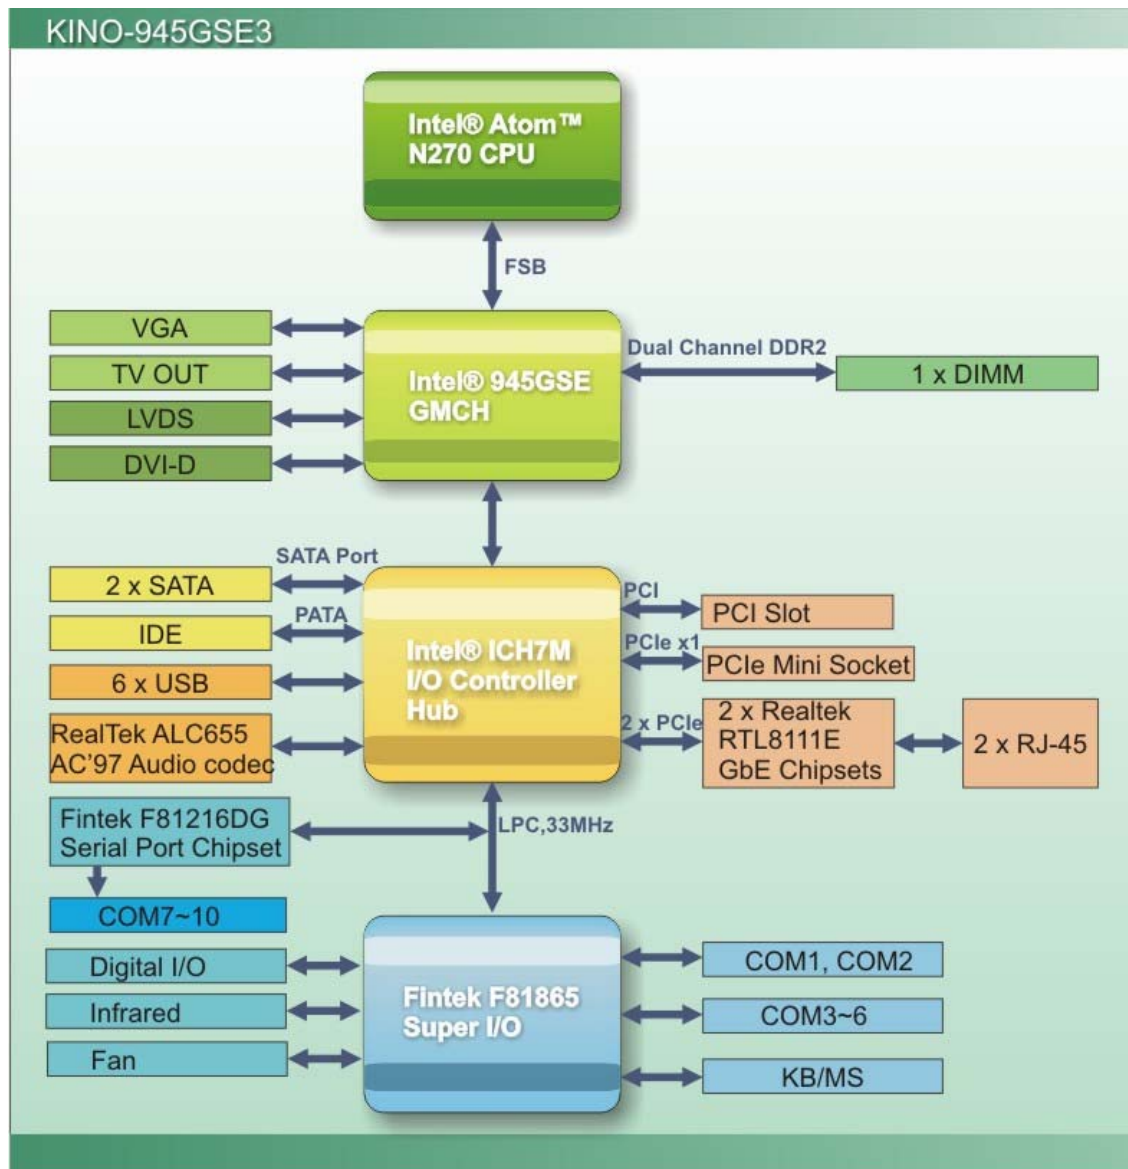 KINO-945GSE3
Intel® Atom™
N270 CPU
FSB
VGA
TV OUT
LVDS
DVI-D
Intel® 945GSE
GMCH
Dual Channel DDR2
1 x DIMM
SATA Port
2 x SATA
PATA
IDE
6 x USB
RealTek ALC655
AC'97 Audio codec
Intel® ICH7M
I/O Controller
Hub
PCI
PCI Slot
PCIe x1
PCIe Mini Socket
2 x PCIe
2 x Realtek
RTL8111E
GbE Chipsets
2 x RJ-45
LPC,33MHz
Fintek F81216DG
Serial Port Chipset
COM7~10
Digital I/O
Infrared
Fan
Fintek F81865
Super I/O
COM1, COM2
COM3~6
KB/MS